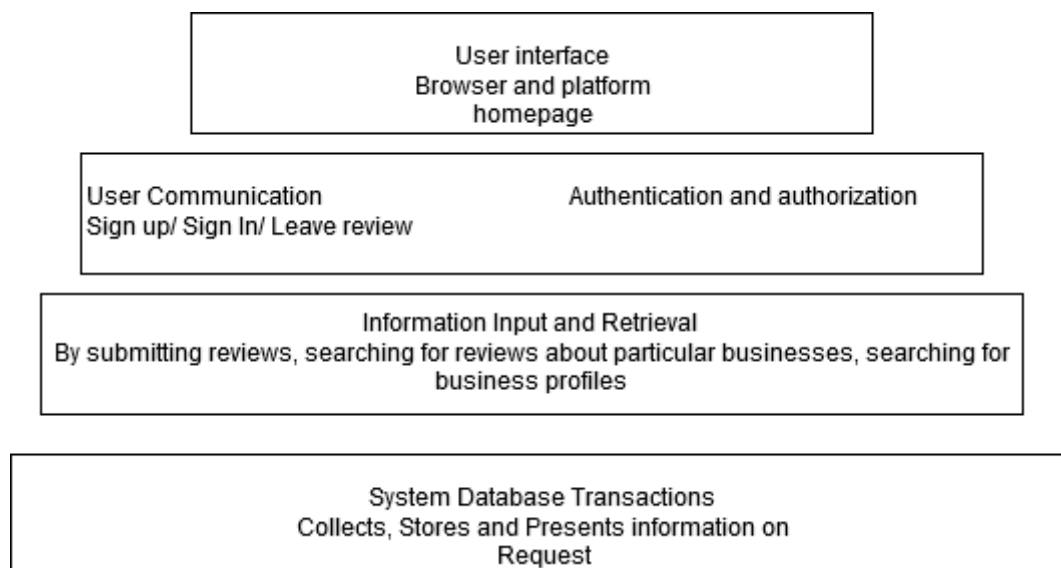 User interface
Browser and platform
homepage
User Communication
Authentication and authorization
Sign up/ Sign In/ Leave review
Information Input and Retrieval
By submitting reviews, searching for reviews about particular businesses, searching for
business profiles
System Database Transactions
Collects, Stores and Presents information on
Request